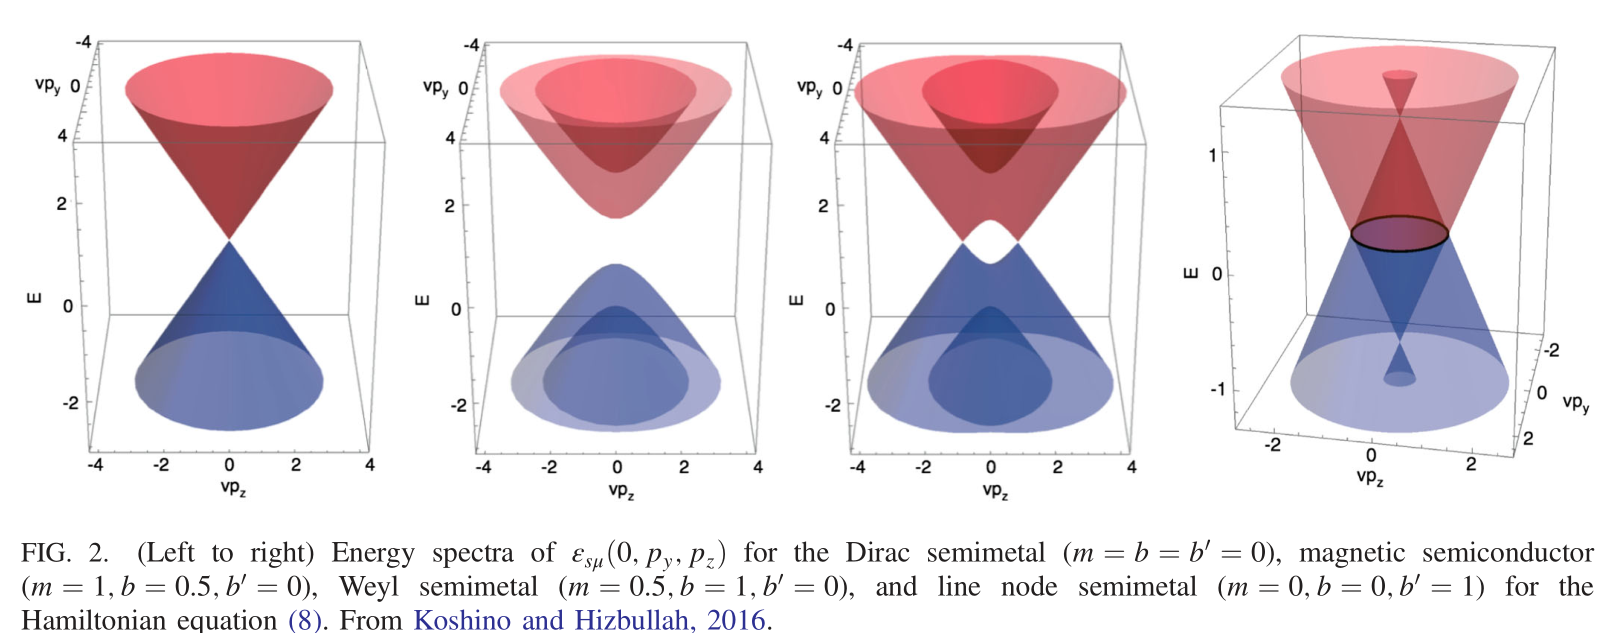 -4 -4 -4
vp_y 0 vp_y 0 vp_y 0
4 4 4 1
2 2 2
E 0 E 0 E 0 E 0
-2 -2 -2 -1
-2 0 vp_y 2
-4 -2 0 2 4 -4 -2 0 2 4 -4 -2 0 2 4 -2 0 2
vp_z vp_z vp_z vp_z
FIG. 2. (Left to right) Energy spectra of ε_{sμ}(0, p_y, p_z) for the Dirac semimetal (m = b = b′ = 0), magnetic semiconductor
(m = 1, b = 0.5, b′ = 0), Weyl semimetal (m = 0.5, b = 1, b′ = 0), and line node semimetal (m = 0, b = 0, b′ = 1) for the
Hamiltonian equation (8). From Koshino and Hizbullah, 2016.